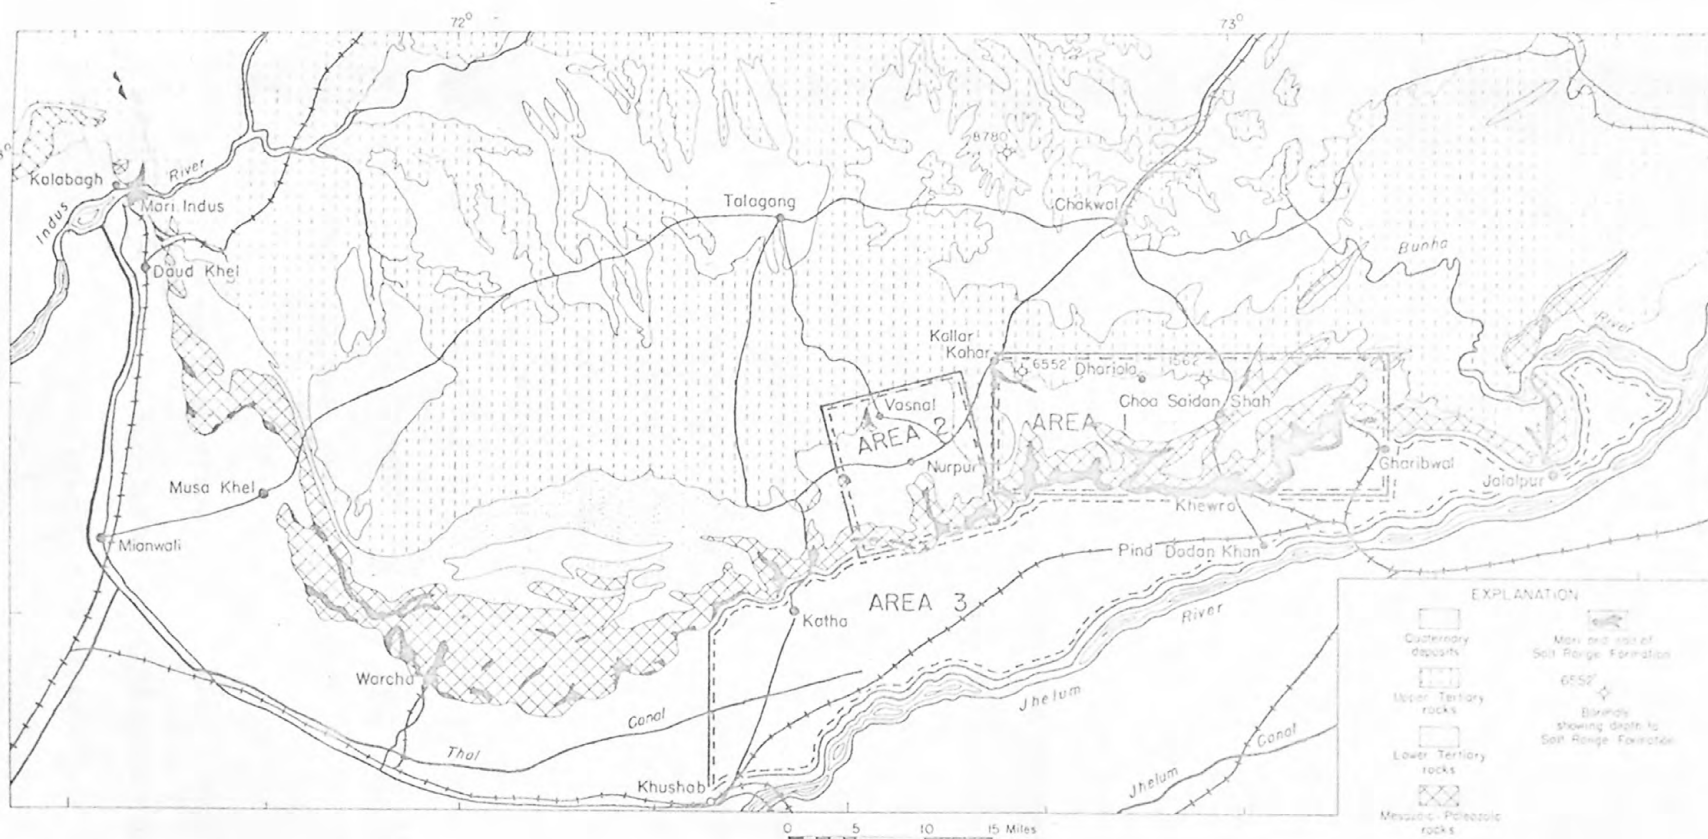 72°
73°
8780
Kalabagh
River
Mari Indus
Indus
Talagang
Chakwal
Bunha
Daud Khel
River
Kallar
Kahar
6552
Dhariala
1562
Choa Saidan Shah
Vasnal
AREA 1
AREA 2
Nurpur
Gharibwal
Musa Khel
Jalalpur
Khewra
Mianwali
Pind Dadan Khan
AREA 3
EXPLANATION
Katha
River
Quaternary
deposits
Marl and salt of
Salt Range Formation
Warcha
6552'
Upper Tertiary
rocks
Jhelum
Boring,
showing depth to
Salt Range Formation
Canal
Thal
Canal
Lower Tertiary
rocks
Jhelum
Khushab
Mesozoic-Paleozoic
rocks
0 5 10 15 Miles